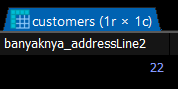 customers (1r × 1c)
banyaknya_addressLine2
22